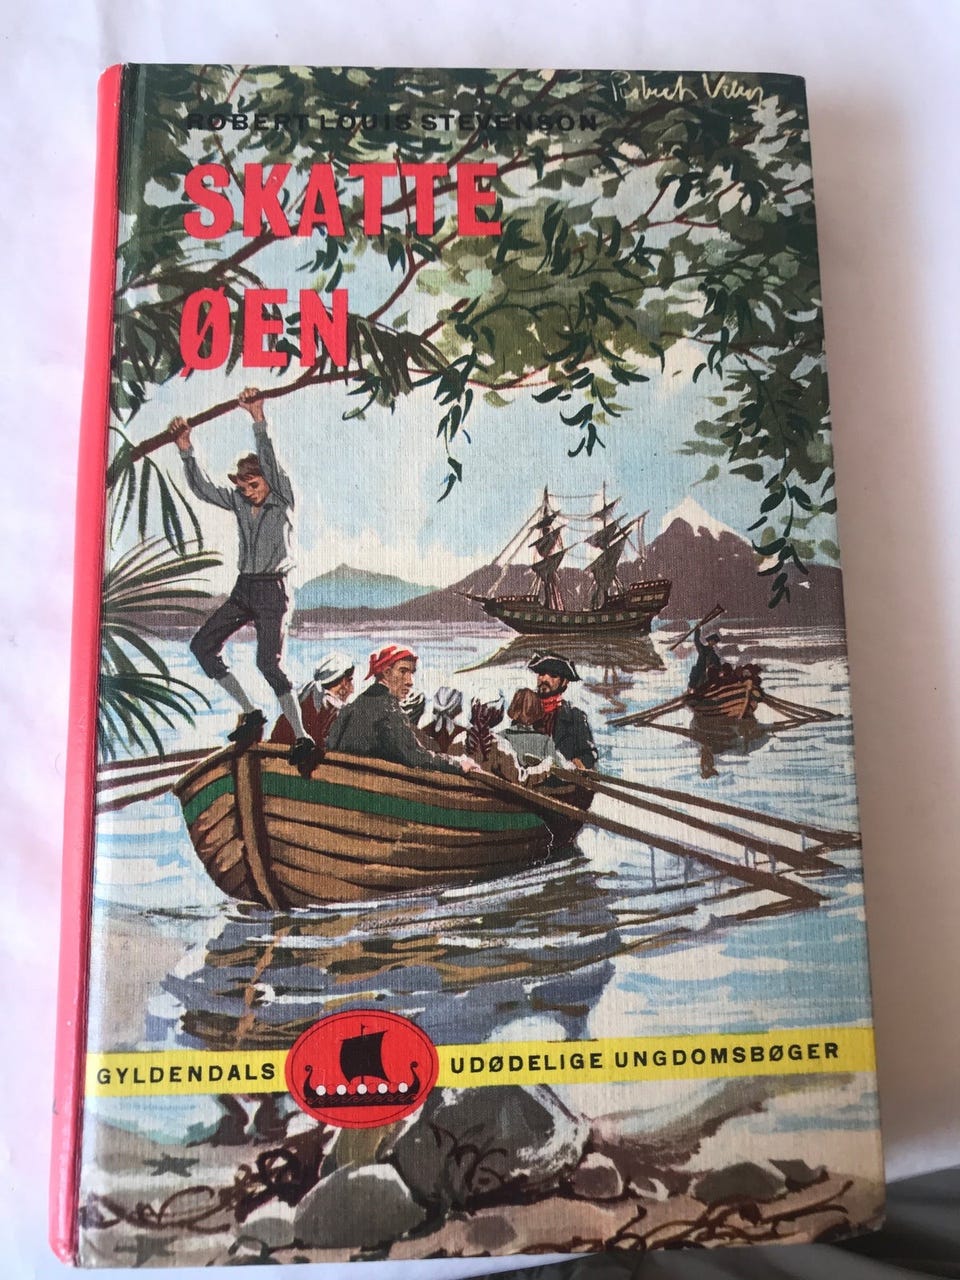 ROBERT LOUIS STEVENSON
SKATTE
ØEN
GYLDENDALS UDØDELIGE UNGDOMSBØGER